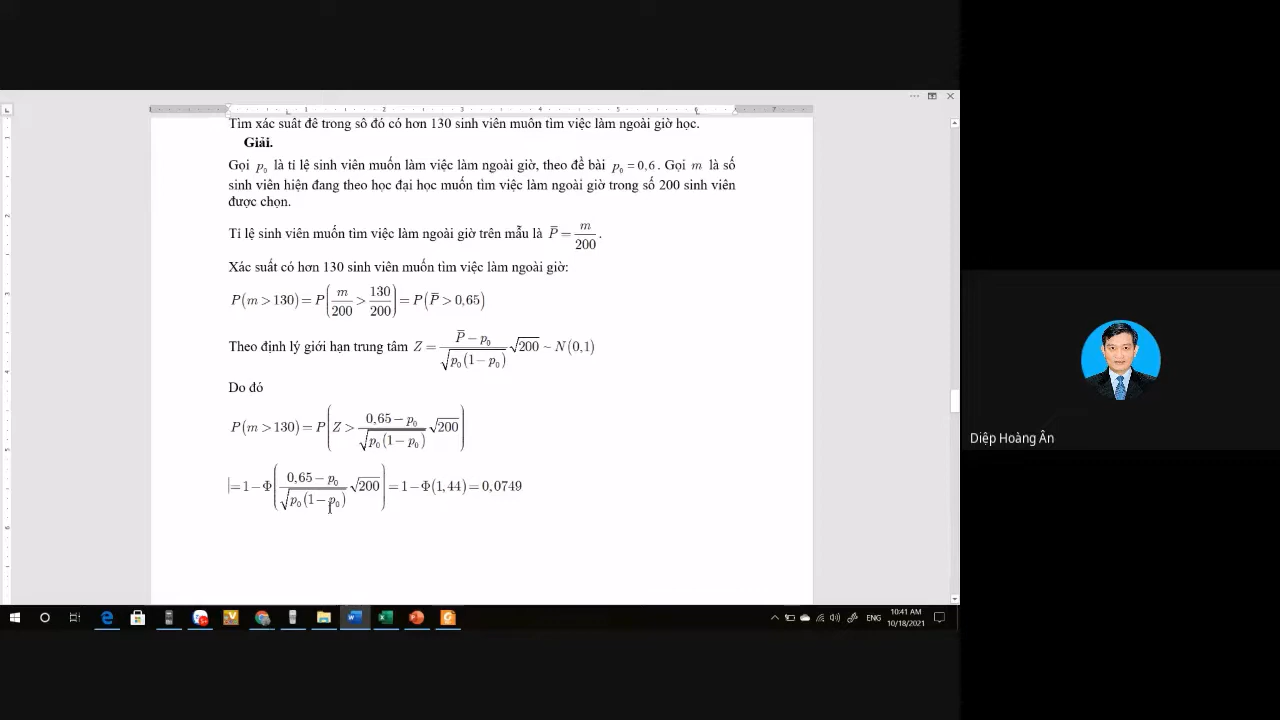 Tìm xác suất để trong số đó có hơn 130 sinh viên muốn tìm việc làm ngoài giờ học.
Giải.
Gọi p₀ là tỉ lệ sinh viên muốn làm việc làm ngoài giờ, theo đề bài p₀ = 0,6. Gọi m là số
sinh viên hiện đang theo học đại học muốn tìm việc làm ngoài giờ trong số 200 sinh viên
được chọn.
Tỉ lệ sinh viên muốn tìm việc làm ngoài giờ trên mẫu là P̅ = m/200.
Xác suất có hơn 130 sinh viên muốn tìm việc làm ngoài giờ:
P(m > 130) = P(m/200 > 130/200) = P(P̅ > 0,65)
Theo định lý giới hạn trung tâm Z = (P̅ − p₀)/√(p₀(1 − p₀)) √200 ~ N(0,1)
Do đó
P(m > 130) = P(Z > (0,65 − p₀)/√(p₀(1 − p₀)) √200)
= 1 − Φ((0,65 − p₀)/√(p₀(1 − p₀)) √200) = 1 − Φ(1,44) = 0,0749
Diệp Hoàng Ân
ENG
10:41 AM
10/18/2021